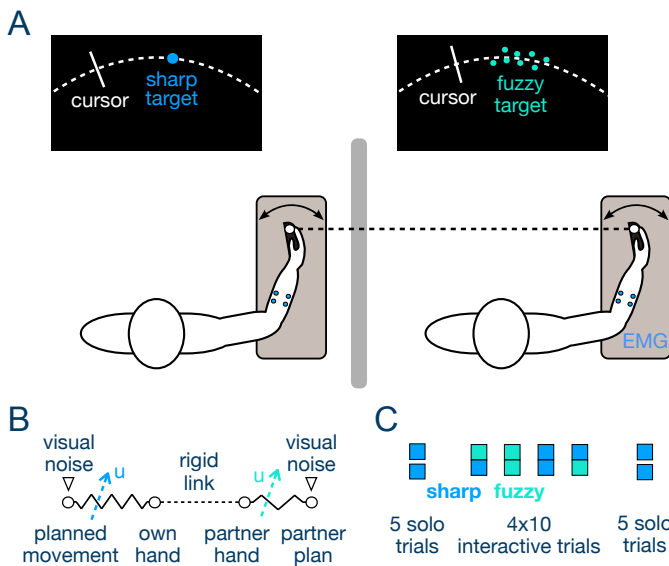 A
cursor
sharp
target
cursor
fuzzy
target
EMG
B
visual
noise
u
rigid
link
u
visual
noise
planned
movement
own
hand
partner
hand
partner
plan
C
sharp fuzzy
5 solo
trials
4x10
interactive trials
5 solo
trials